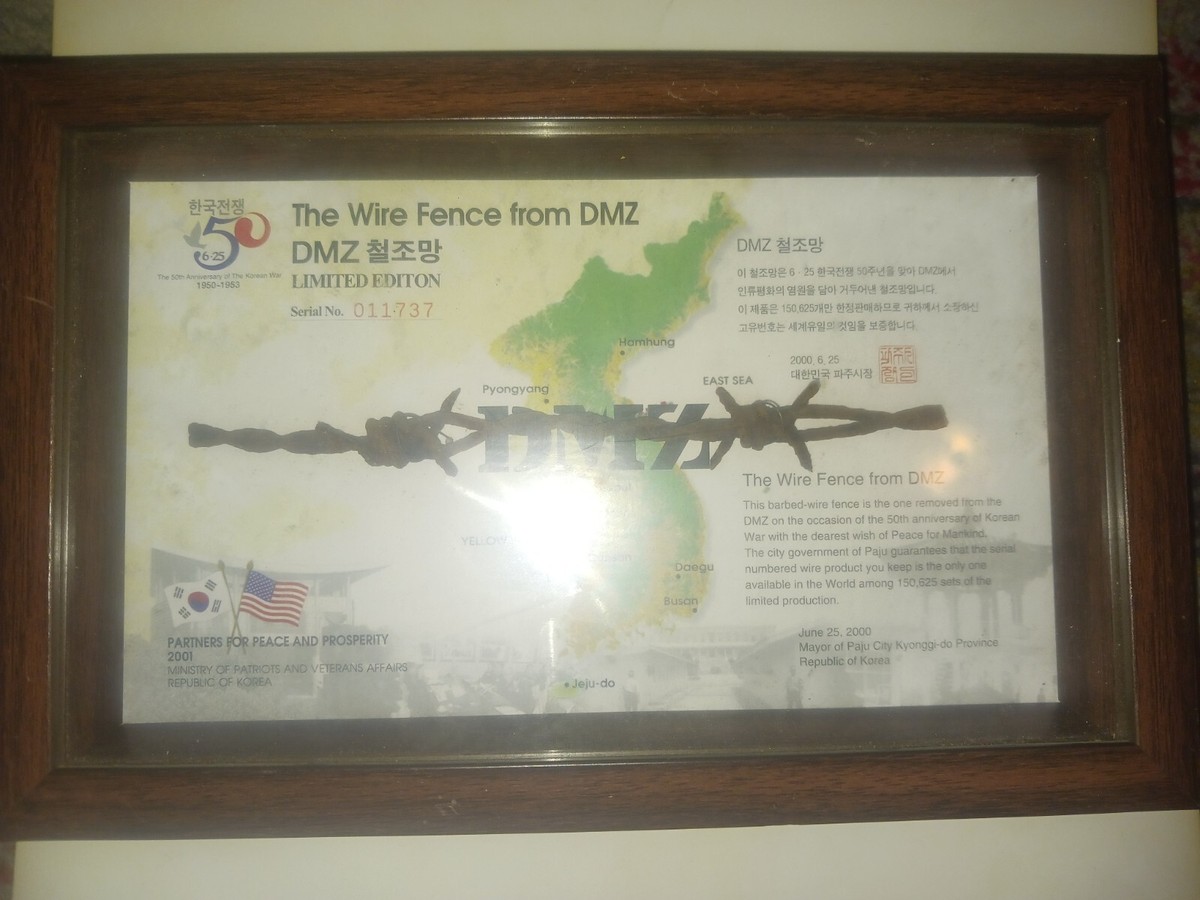 한국전쟁
50
6·25
The 50th Anniversary of The Korean War
1950-1953
The Wire Fence from DMZ
DMZ 철조망
LIMITED EDITON
Serial No. 011·737
DMZ 철조망
이 철조망은 6 · 25 한국전쟁 50주년을 맞아 DMZ에서
인류평화의 염원을 담아 거두어낸 철조망입니다.
이 제품은 150,625개만 한정판매하므로 귀하께서 소장하신
고유번호는 세계유일의 것임을 보증합니다.
2000. 6. 25
대한민국 파주시장
Hamhung
Pyongyang
EAST SEA
DMZ
The Wire Fence from DMZ
This barbed-wire fence is the one removed from the
DMZ on the occasion of the 50th anniversary of Korean
War with the dearest wish of Peace for Mankind.
The city government of Paju guarantees that the serial
numbered wire product you keep is the only one
available in the World among 150,625 sets of the
limited production.
June 25, 2000
Mayor of Paju City Kyonggi-do Province
Republic of Korea
YELLOW
Daegu
Busan
Jeju-do
PARTNERS FOR PEACE AND PROSPERITY
2001
MINISTRY OF PATRIOTS AND VETERANS AFFAIRS
REPUBLIC OF KOREA